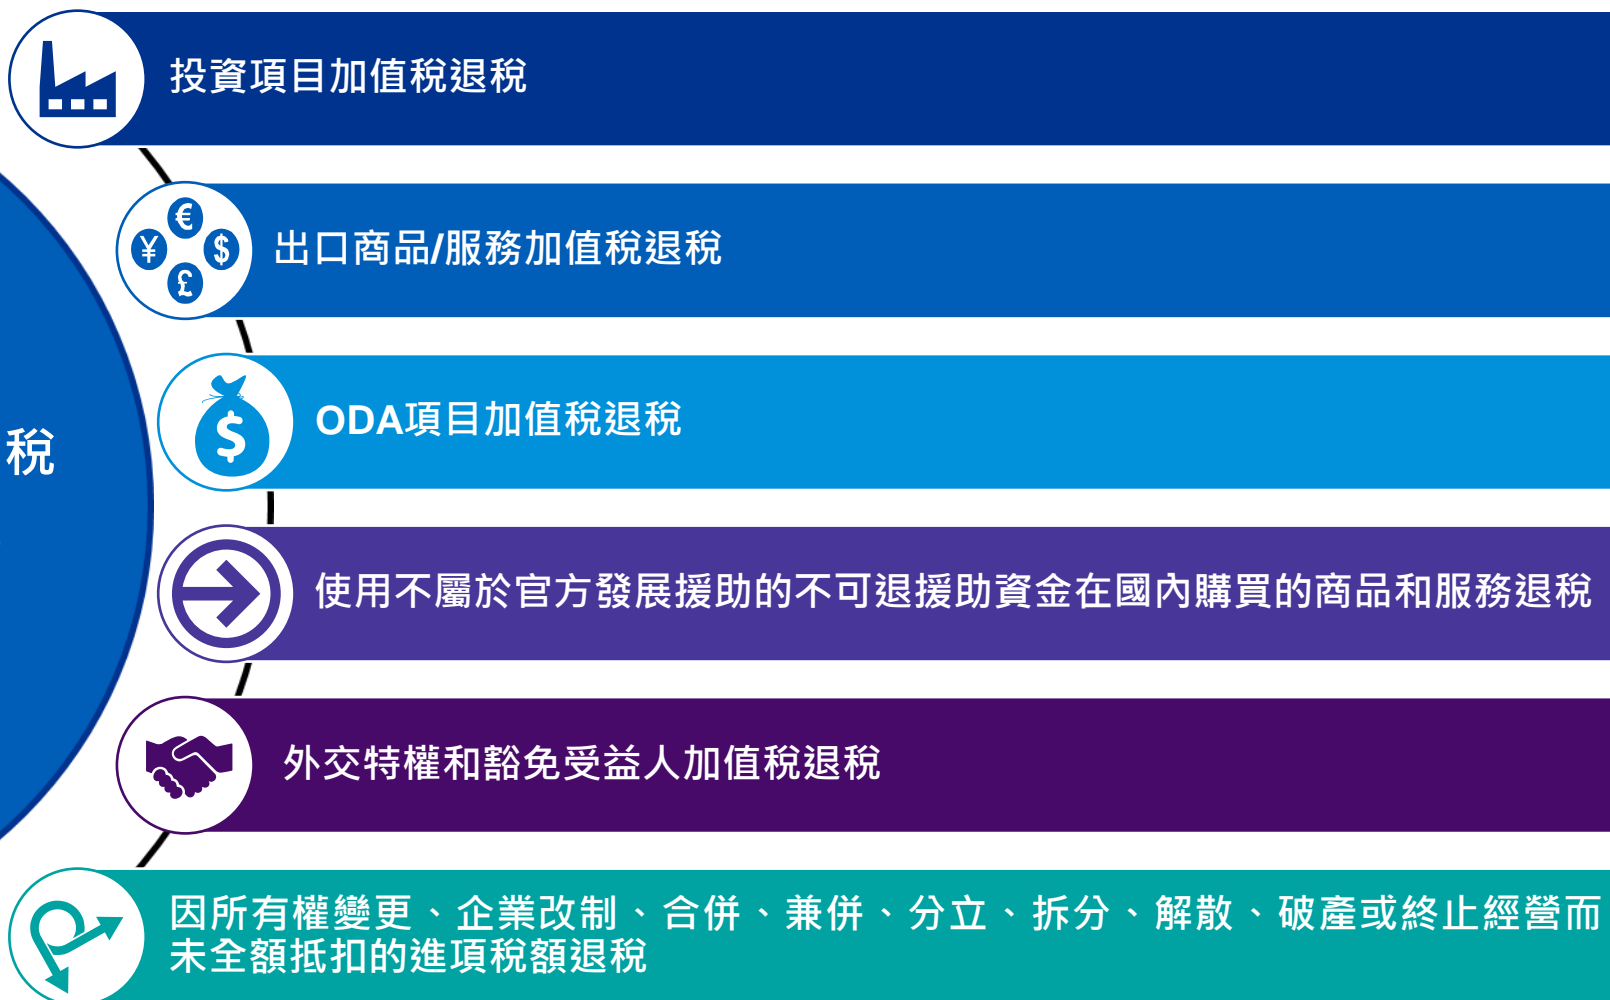 投資項目加值稅退稅
出口商品/服務加值稅退稅
ODA項目加值稅退稅
稅
使用不屬於官方發展援助的不可退援助資金在國內購買的商品和服務退稅
外交特權和豁免受益人加值稅退稅
因所有權變更、企業改制、合併、兼併、分立、拆分、解散、破產或終止經營而
未全額抵扣的進項稅額退稅